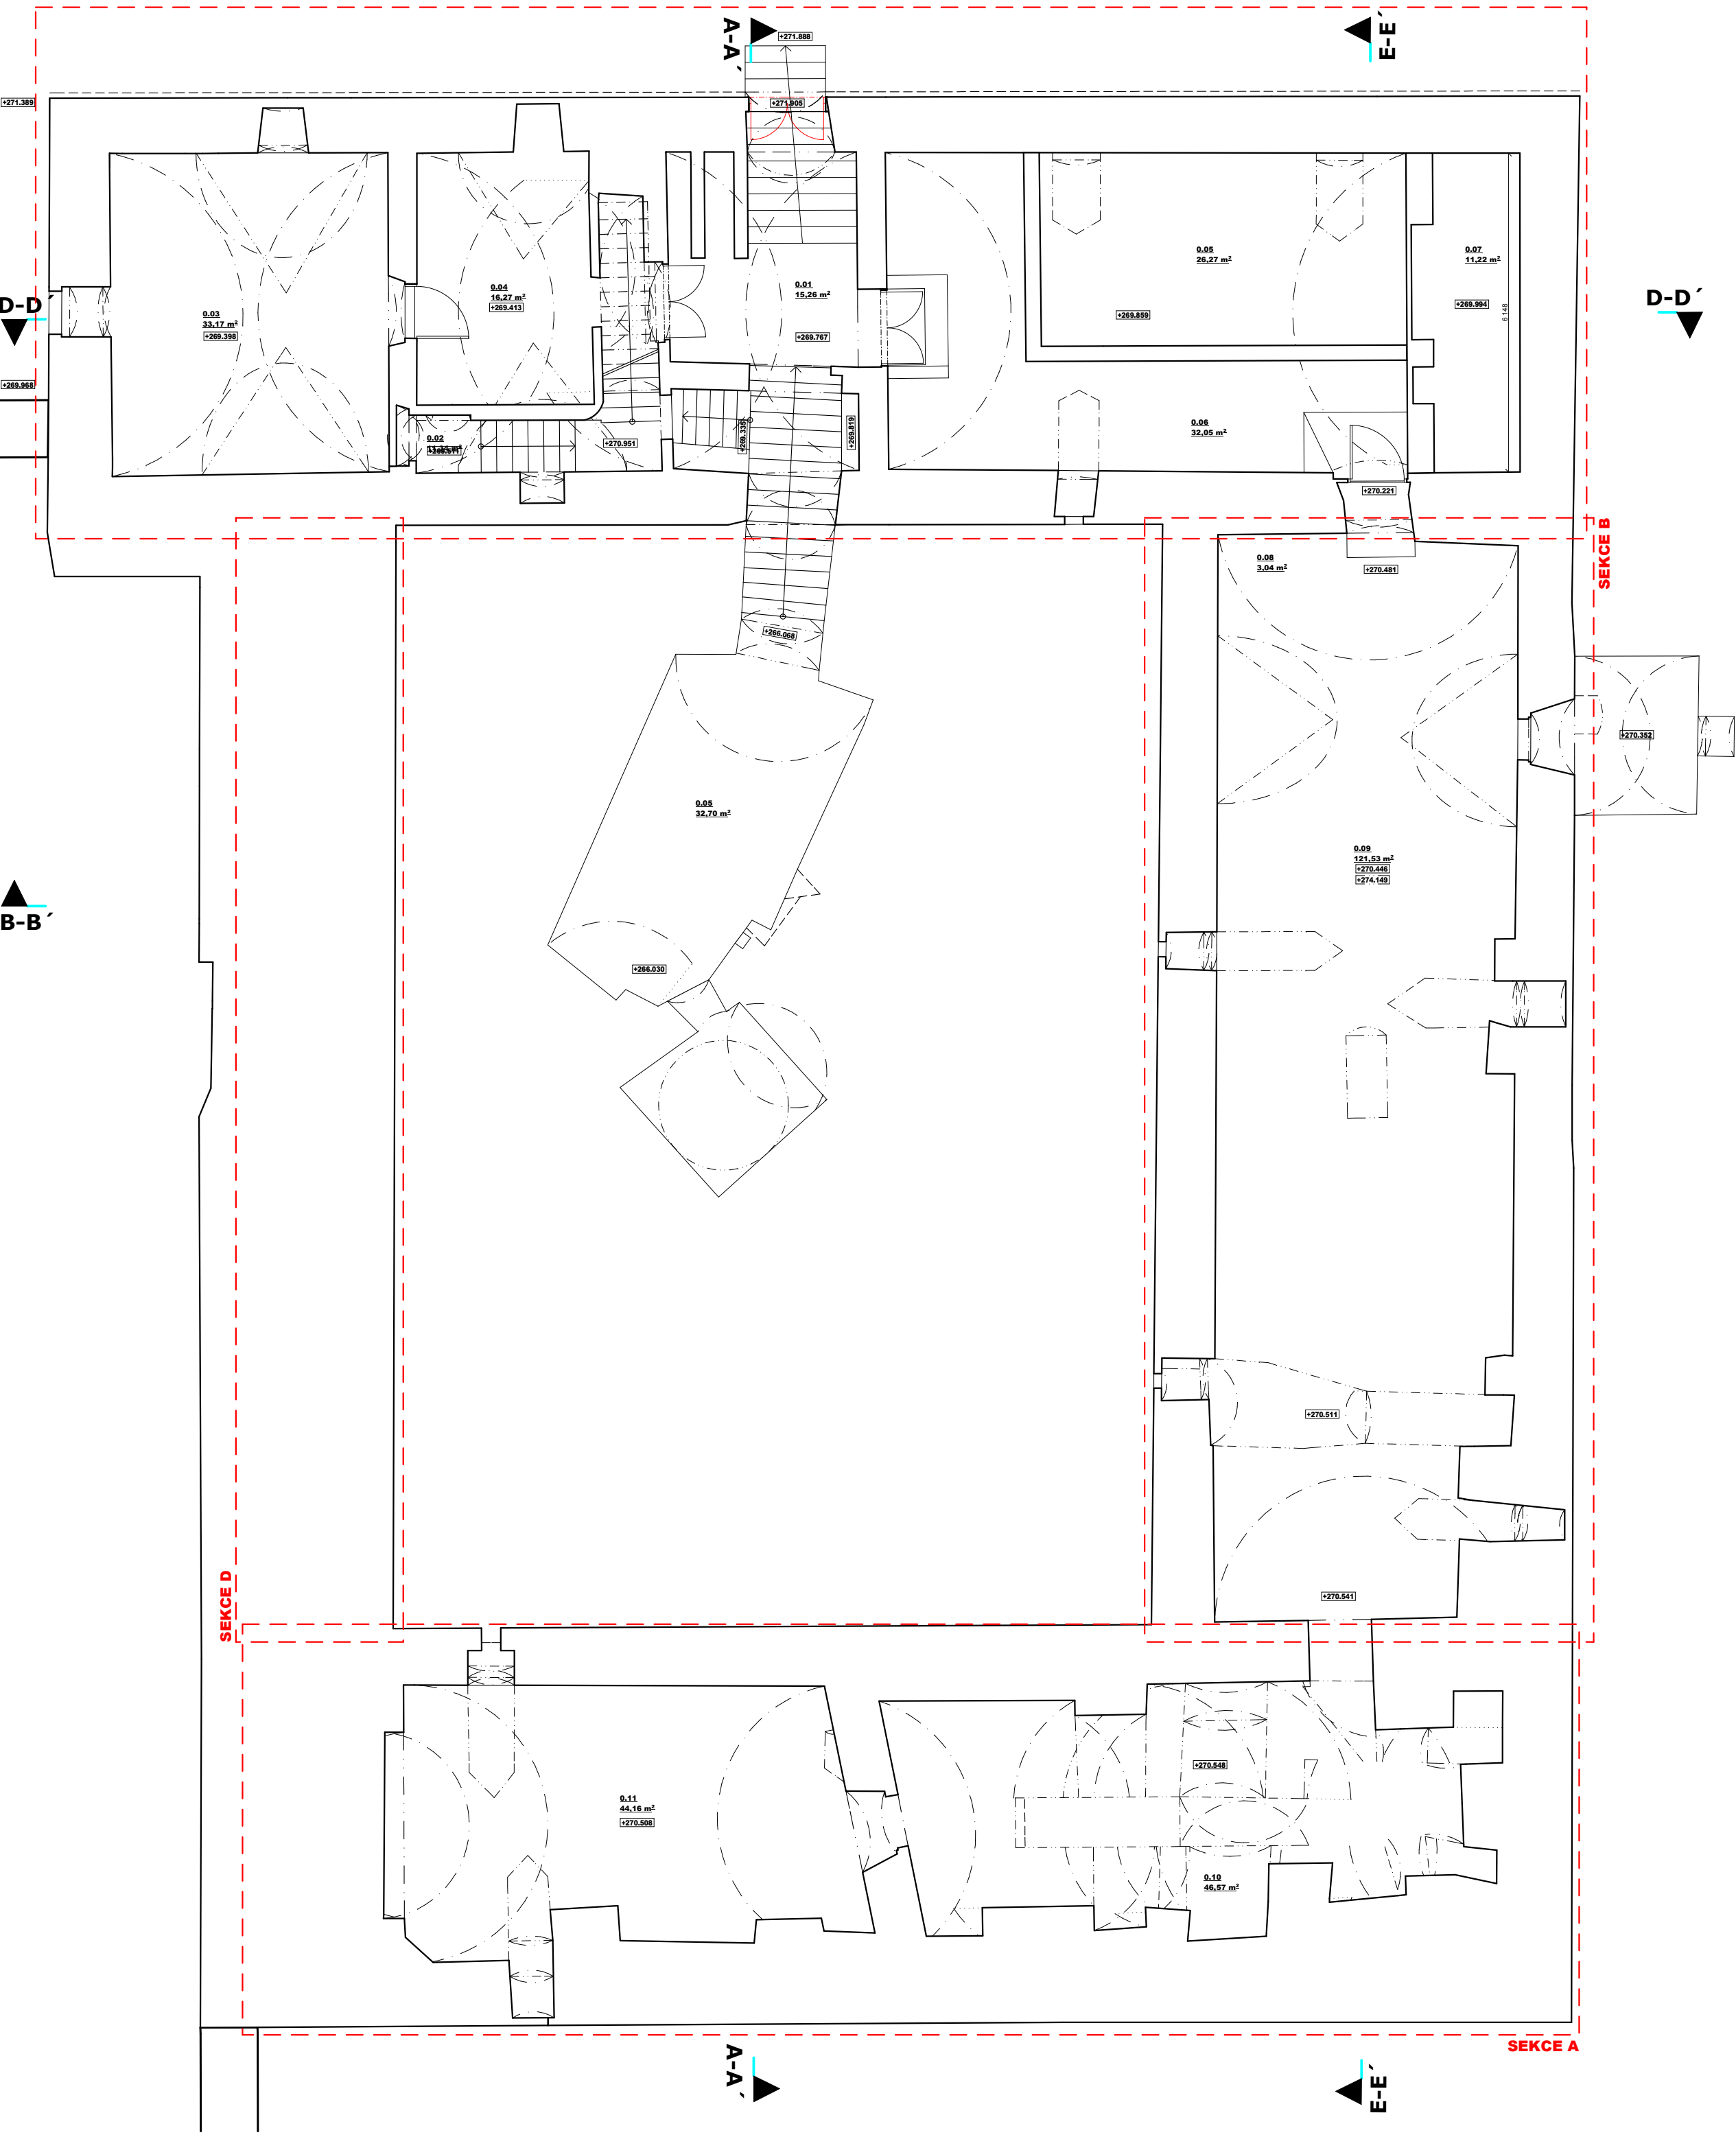 A-A´
+271.888
E-E´
+271.389
+271.905
0.05
26,27 m²
0.07
11,22 m²
0.04
16,27 m²
+269.413
0.01
15,26 m²
D-D´
0.03
33,17 m²
+269.398
+269.859
+269.994
6 148
D-D´
+269.767
+269.968
0.02
+270.951
+269.335
+269.819
0.06
32,05 m²
+270.221
SEKCE B
0.08
3,04 m²
+270.481
+266.068
+270.352
0.05
32,70 m²
0.09
121,53 m²
+270.446
+274.149
B-B´
+266.030
+270.511
SEKCE D
+270.541
+270.548
0.11
44,16 m²
+270.508
0.10
46,57 m²
SEKCE A
A-A´
E-E´